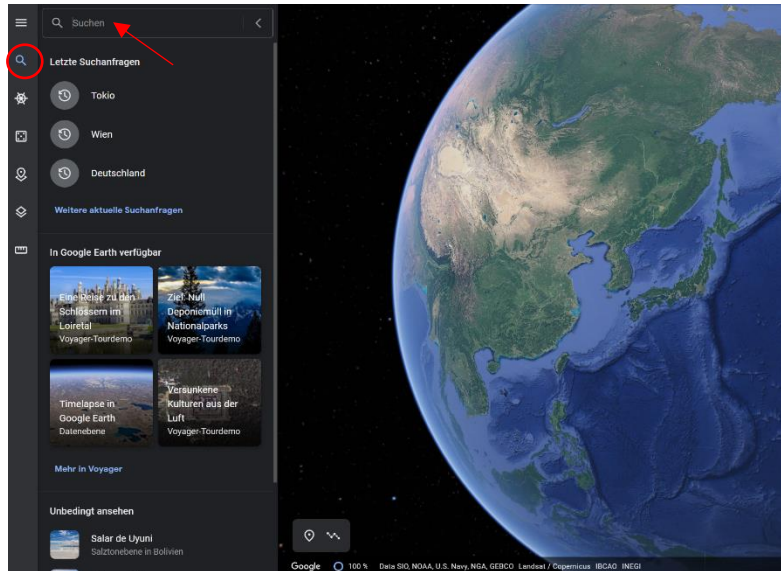 Suchen
Letzte Suchanfragen
Tokio
Wien
Deutschland
Weitere aktuelle Suchanfragen
In Google Earth verfügbar
Eine Reise zu den
Schlössern im
Loiretal
Voyager-Tourdemo
Ziel: Null
Deponiemüll in
Nationalparks
Voyager-Tourdemo
Timelapse in
Google Earth
Datenebene
Versunkene
Kulturen aus der
Luft
Voyager-Tourdemo
Mehr in Voyager
Unbedingt ansehen
Salar de Uyuni
Salztonebene in Bolivien
Google 100 % Data SIO, NOAA, U.S. Navy, NGA, GEBCO Landsat / Copernicus IBCAO INEGI